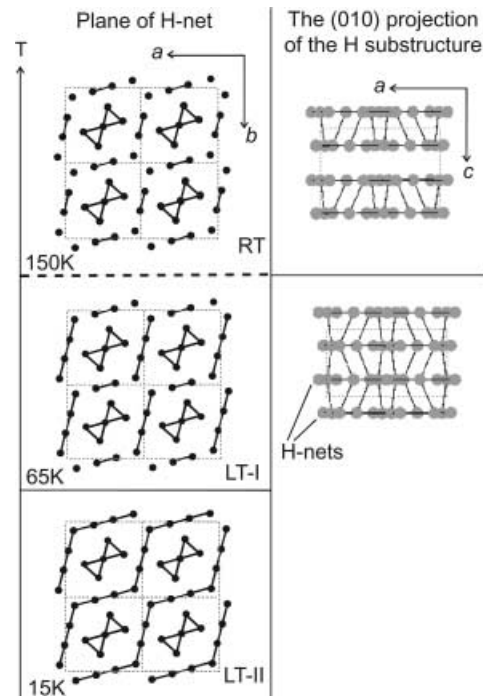 Plane of H-net
The (010) projection
of the H substructure
T
a
b
RT
150K
a
c
LT-I
65K
H-nets
LT-II
15K